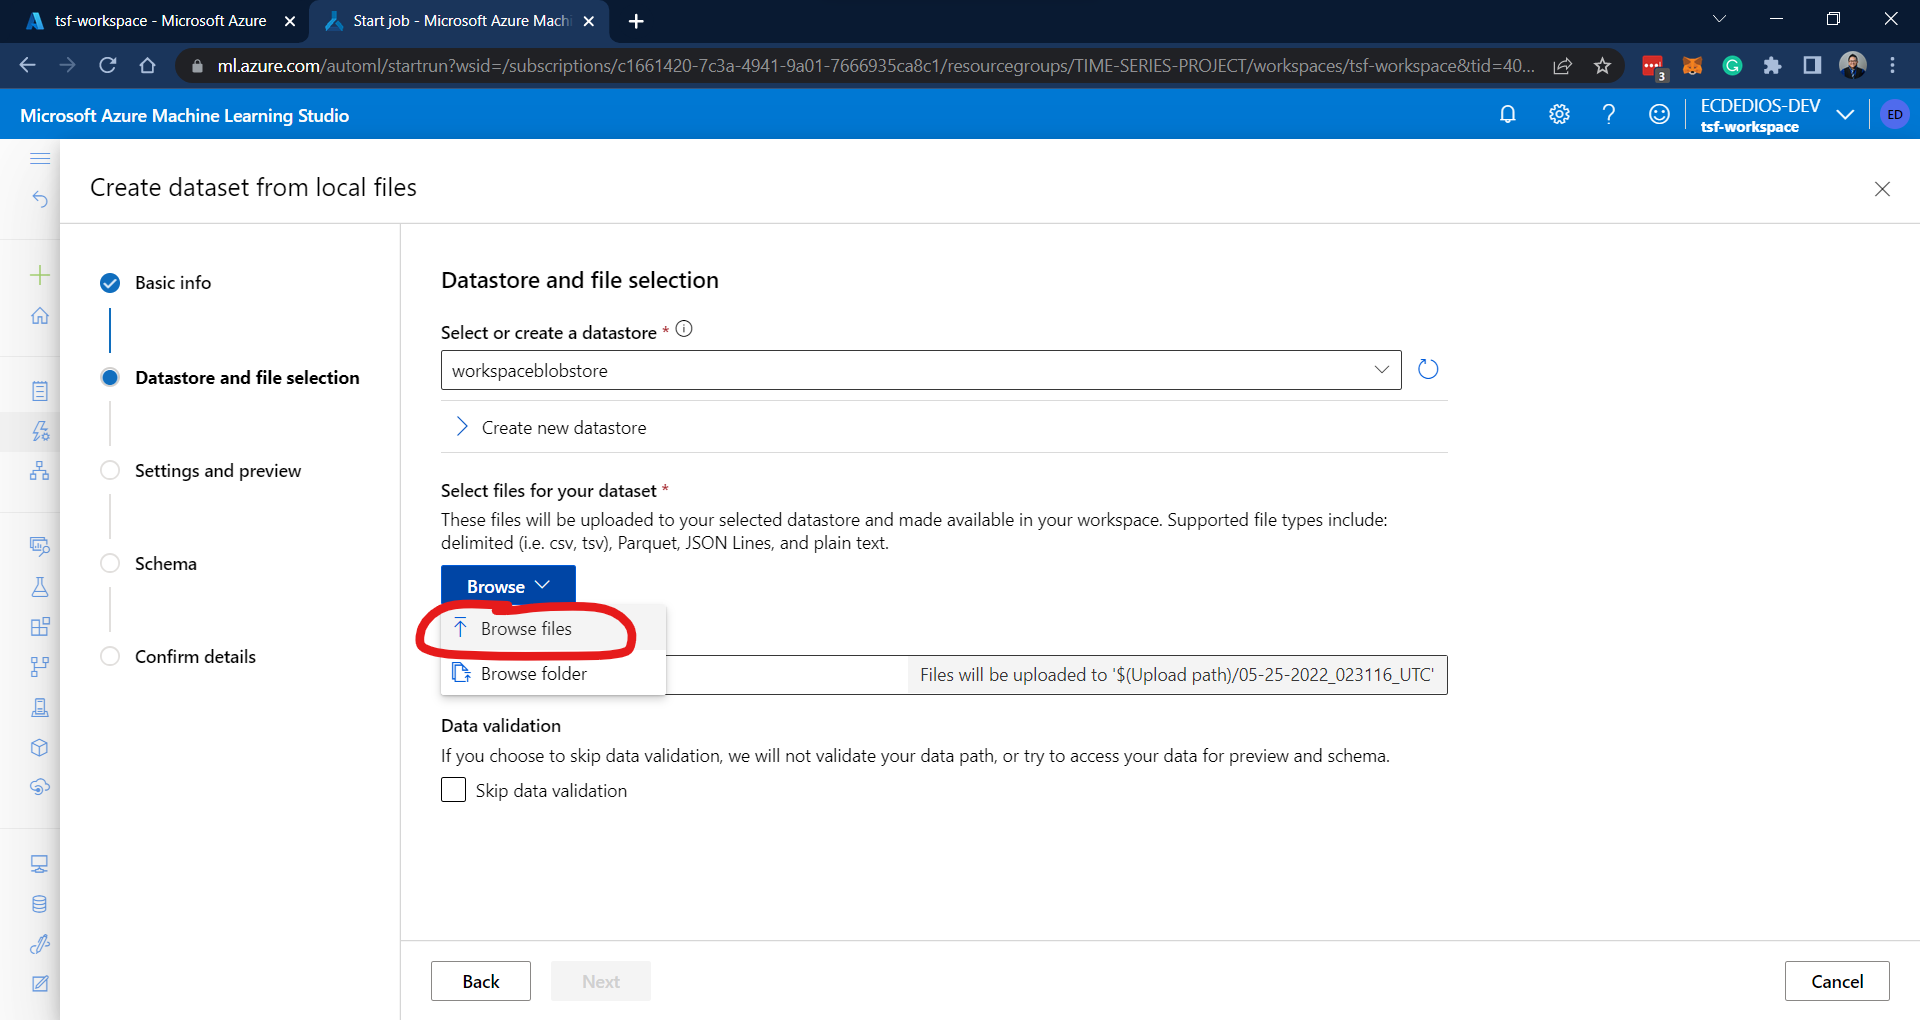 tsf-workspace - Microsoft Azure
Start job - Microsoft Azure Machi
ml.azure.com/automl/startrun?wsid=/subscriptions/c1661420-7c3a-4941-9a01-7666935ca8c1/resourcegroups/TIME-SERIES-PROJECT/workspaces/tsf-workspace&tid=40...
3
Microsoft Azure Machine Learning Studio
ECDEDIOS-DEV
tsf-workspace
ED
Create dataset from local files
Basic info
Datastore and file selection
Settings and preview
Schema
Confirm details
Datastore and file selection
Select or create a datastore *
workspaceblobstore
Create new datastore
Select files for your dataset *
These files will be uploaded to your selected datastore and made available in your workspace. Supported file types include:
delimited (i.e. csv, tsv), Parquet, JSON Lines, and plain text.
Browse
Browse files
Browse folder
Files will be uploaded to '$(Upload path)/05-25-2022_023116_UTC'
Data validation
If you choose to skip data validation, we will not validate your data path, or try to access your data for preview and schema.
Skip data validation
Back
Next
Cancel